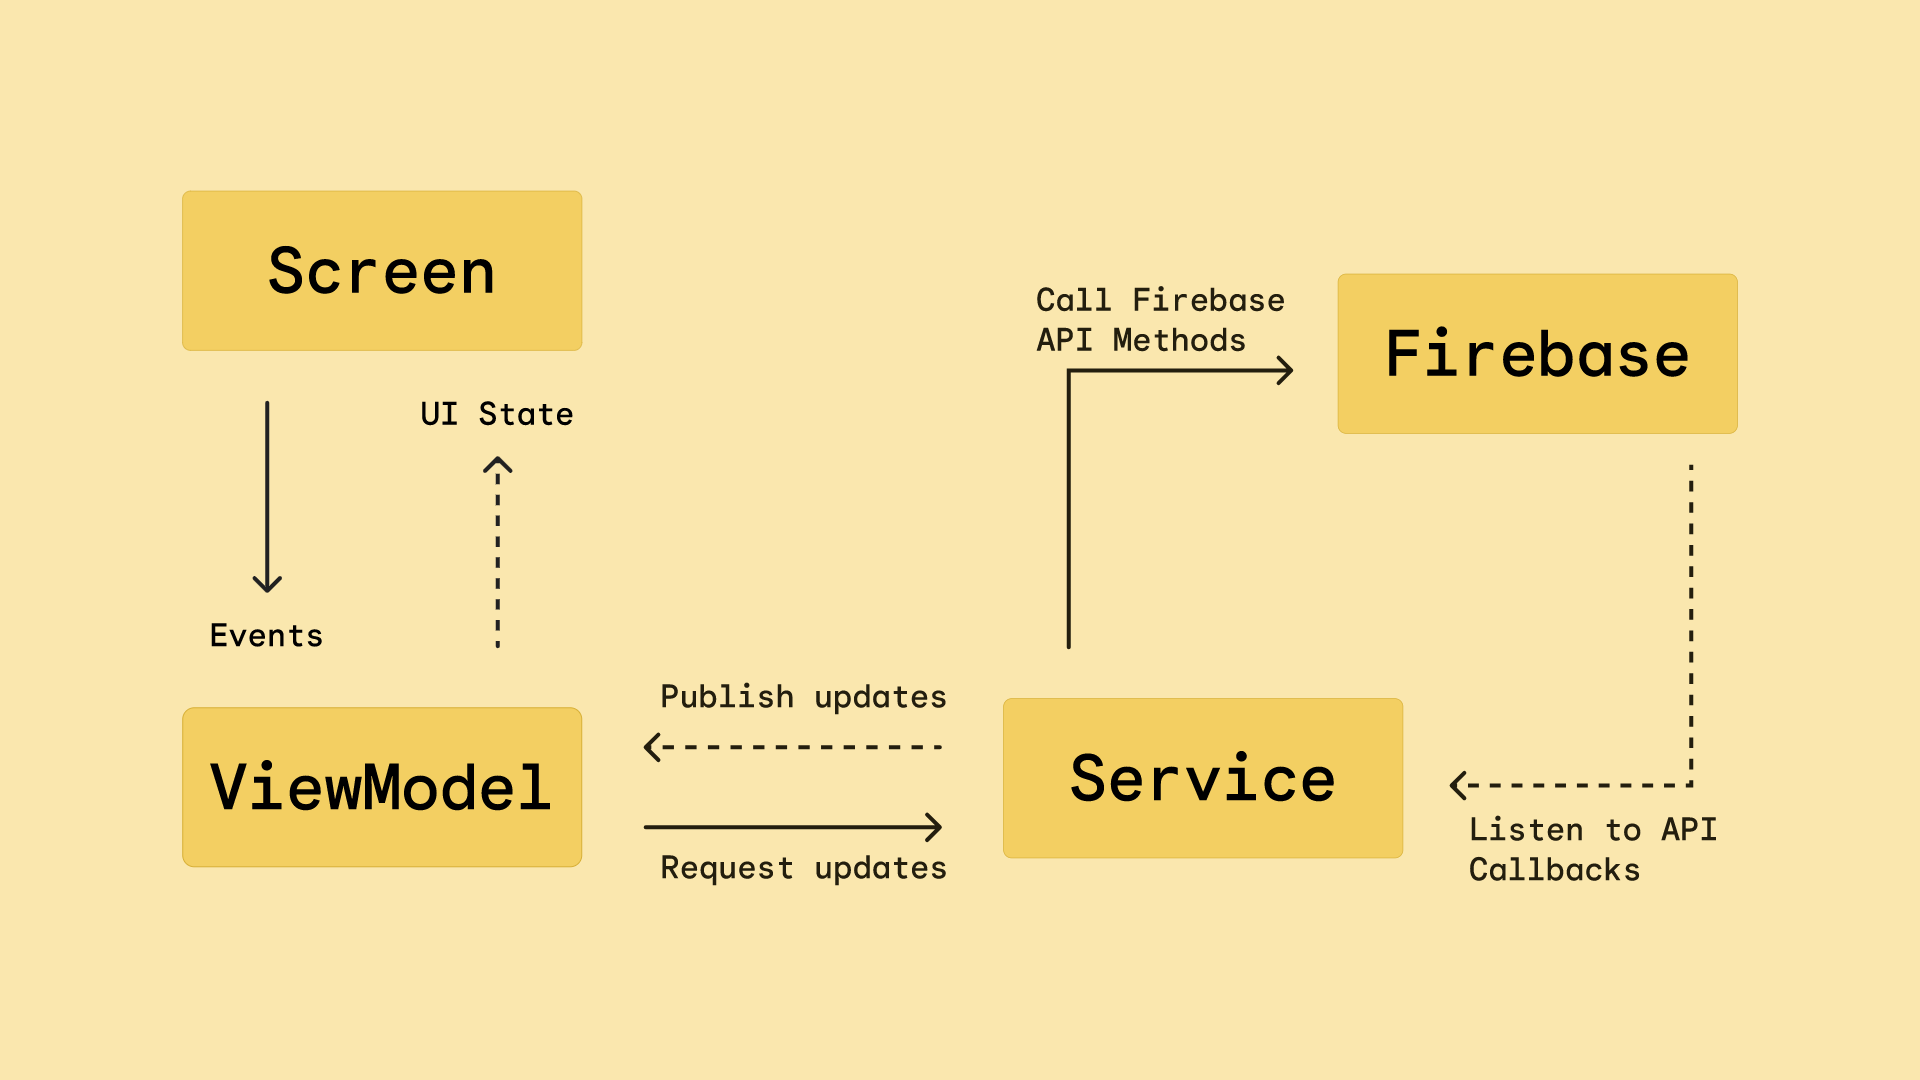 Screen
UI State
Events
ViewModel
Publish updates
Request updates
Call Firebase
API Methods
Firebase
Service
Listen to API
Callbacks